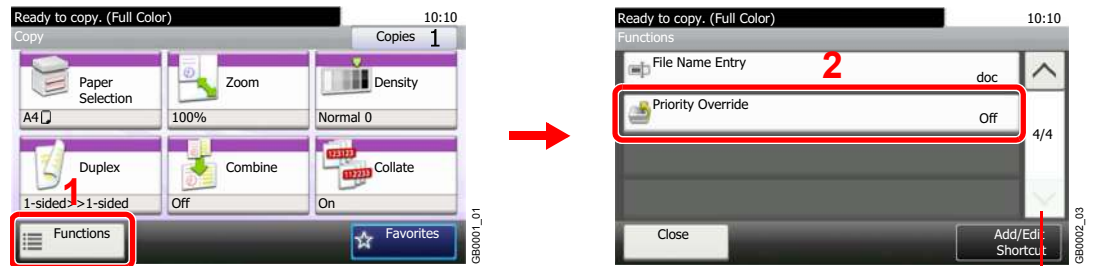 Ready to copy. (Full Color) 10:10
Copy Copies 1
Paper Selection
A4
Zoom
100%
Density
Normal 0
Duplex
1-sided>>1-sided
Combine
Off
123123
112233
Collate
On
1
Functions
Favorites
GB0001_01
Ready to copy. (Full Color) 10:10
Functions
File Name Entry
doc
2
Priority Override
Off
4/4
Close
Add/Edit
Shortcut
GB0002_03